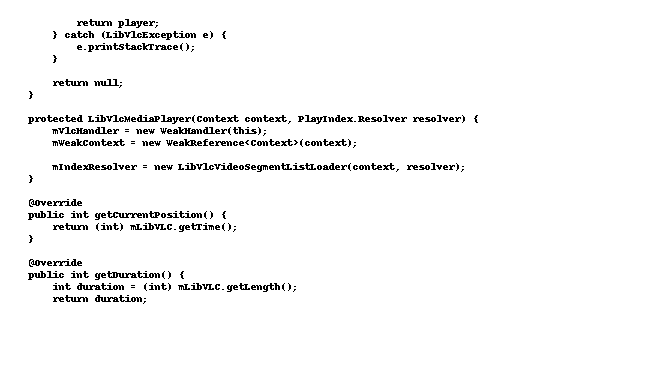 return player;
} catch (LibVlcException e) {
e.printStackTrace();
}
return null;
}
protected LibVlcMediaPlayer(Context context, PlayIndex.Resolver resolver) {
mVlcHandler = new WeakHandler(this);
mWeakContext = new WeakReference<Context>(context);
mIndexResolver = new LibVlcVideoSegmentListLoader(context, resolver);
}
@Override
public int getCurrentPosition() {
return (int) mLibVLC.getTime();
}
@Override
public int getDuration() {
int duration = (int) mLibVLC.getLength();
return duration;